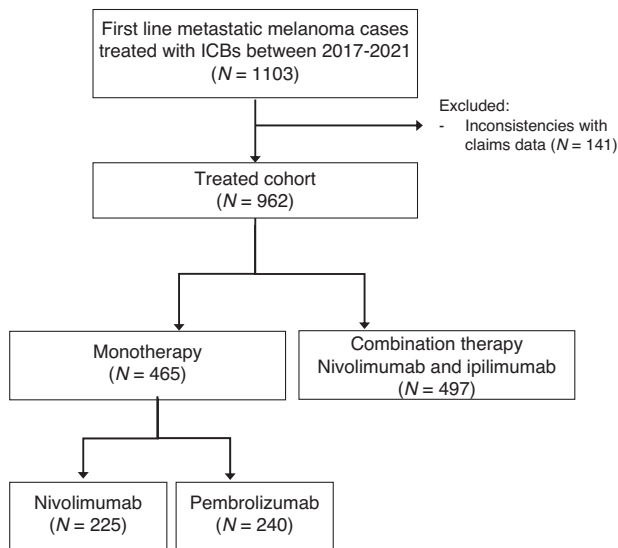 First line metastatic melanoma cases
treated with ICBs between 2017-2021
(N = 1103)
Excluded:
- Inconsistencies with
claims data (N = 141)
Treated cohort
(N = 962)
Monotherapy
(N = 465)
Combination therapy
Nivolimumab and ipilimumab
(N = 497)
Nivolimumab
(N = 225)
Pembrolizumab
(N = 240)